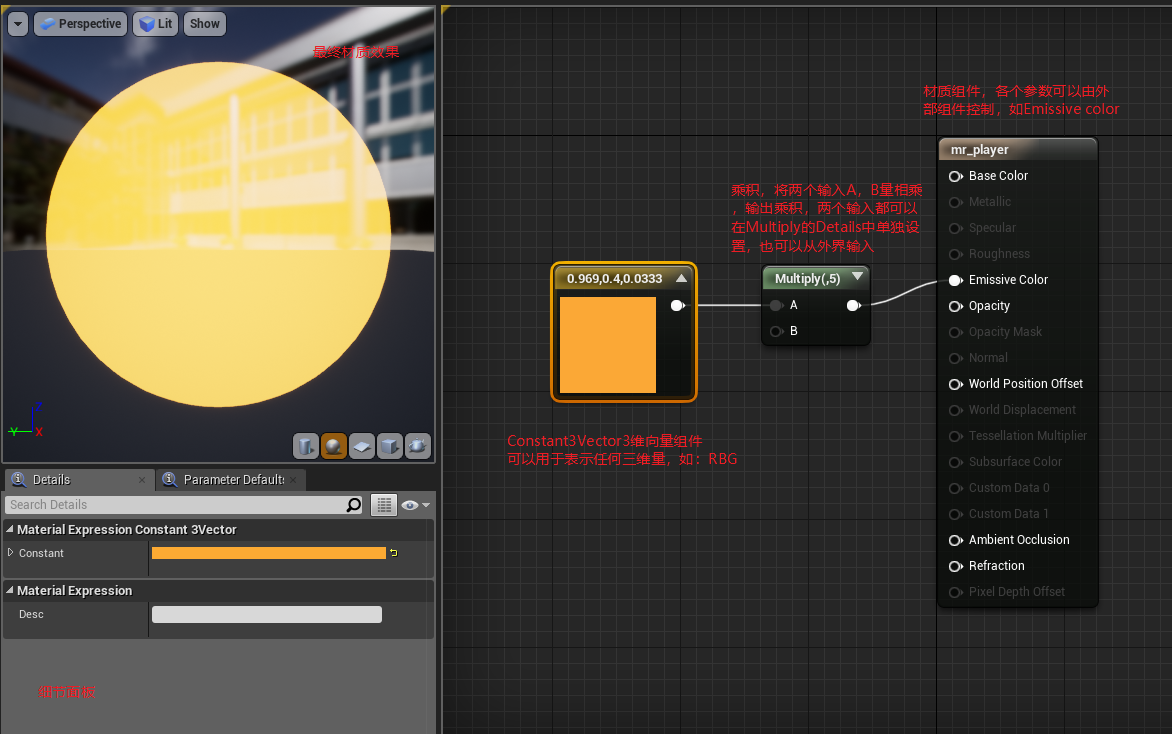 Perspective
Lit
Show
最终材质效果
Z
Y
X
Details
Parameter Defaults
Search Details
Material Expression Constant 3Vector
Constant
Material Expression
Desc
细节面板
材质组件，各个参数可以由外
部组件控制，如Emissive color
乘积，将两个输入A，B量相乘
，输出乘积，两个输入都可以
在Multiply的Details中单独设
置，也可以从外界输入
0.969,0.4,0.0333
Multiply(,5)
A
B
Constant3Vector3维向量组件
可以用于表示任何三维量，如：RBG
mr_player
Base Color
Metallic
Specular
Roughness
Emissive Color
Opacity
Opacity Mask
Normal
World Position Offset
World Displacement
Tessellation Multiplier
Subsurface Color
Custom Data 0
Custom Data 1
Ambient Occlusion
Refraction
Pixel Depth Offset